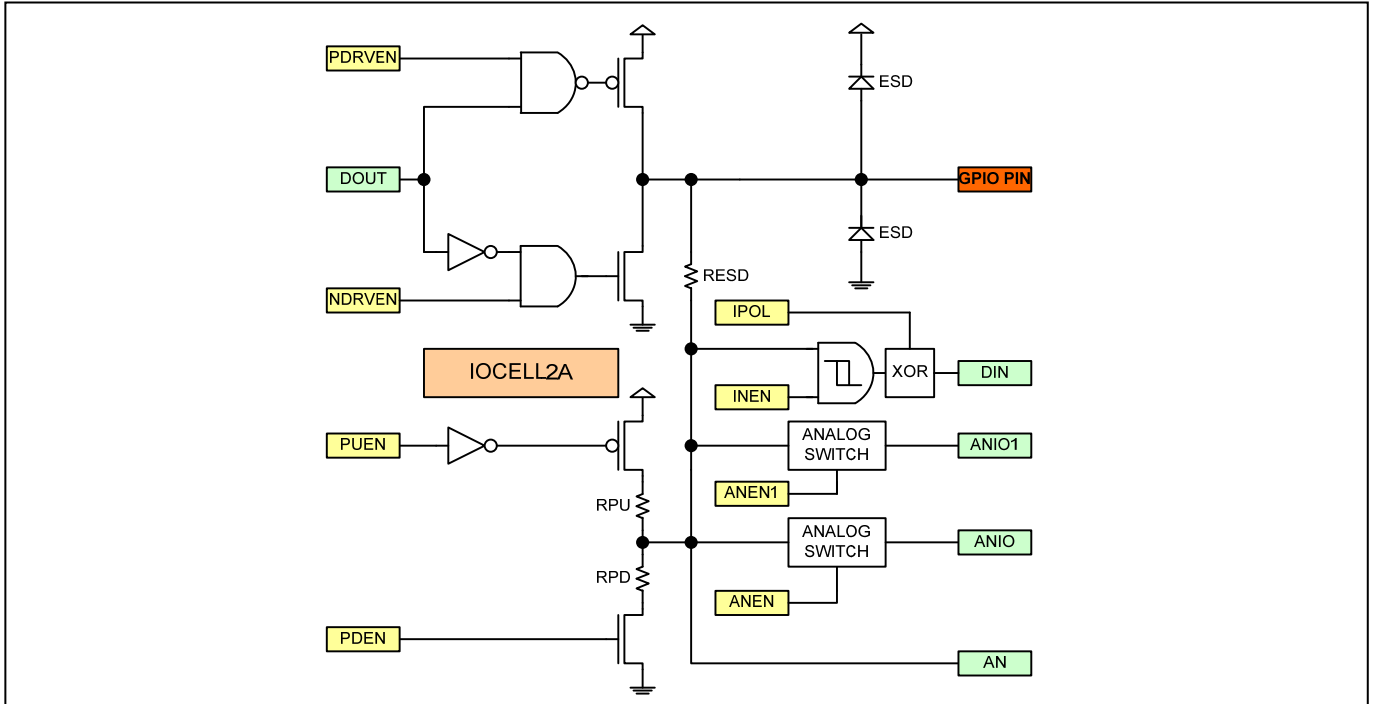 PDRVEN
ESD
DOUT
GPIO PIN
ESD
RESD
NDRVEN
IPOL
IOCELL2A
XOR
DIN
INEN
PUEN
ANALOG
SWITCH
ANIO1
ANEN1
RPU
ANALOG
SWITCH
ANIO
RPD
ANEN
PDEN
AN